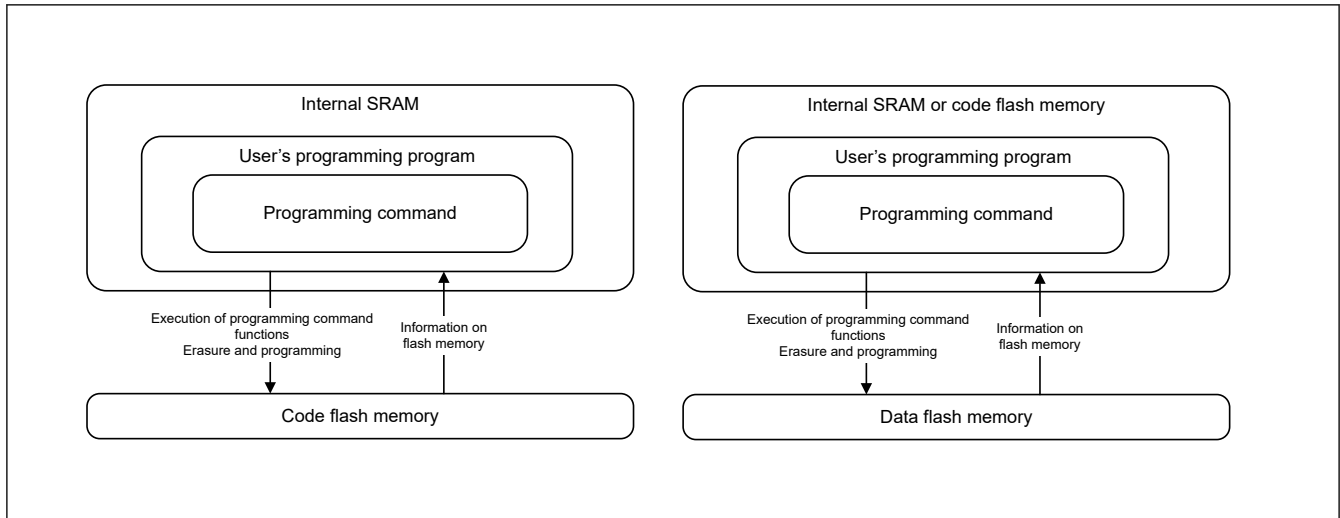 Internal SRAM
User's programming program
Programming command
Execution of programming command
functions
Erasure and programming
Information on
flash memory
Code flash memory
Internal SRAM or code flash memory
User's programming program
Programming command
Execution of programming command
functions
Erasure and programming
Information on
flash memory
Data flash memory